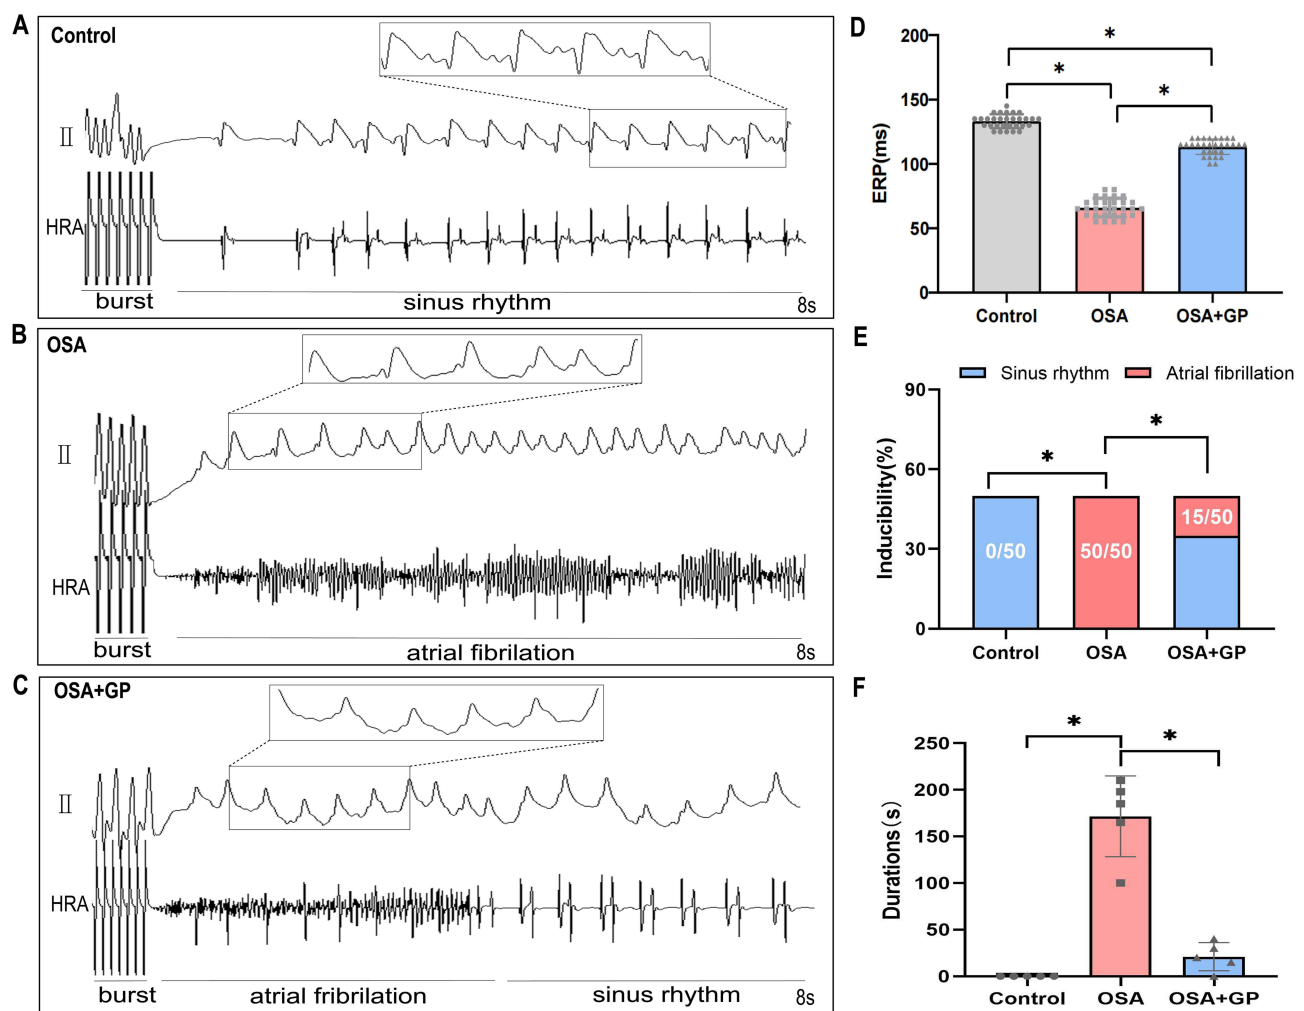 A
Control
II
HRA
burst
sinus rhythm
8s
B
OSA
II
HRA
burst
atrial fibrilation
8s
C
OSA+GP
II
HRA
burst
atrial fribrilation
sinus rhythm
8s
D
200
150
100
50
0
ERP(ms)
*
*
*
Control
OSA
OSA+GP
E
Sinus rhythm
Atrial fibrillation
90
60
30
0
Inducibility(%)
*
*
0/50
50/50
15/50
Control
OSA
OSA+GP
F
250
200
150
100
50
0
Durations(s)
*
*
Control
OSA
OSA+GP